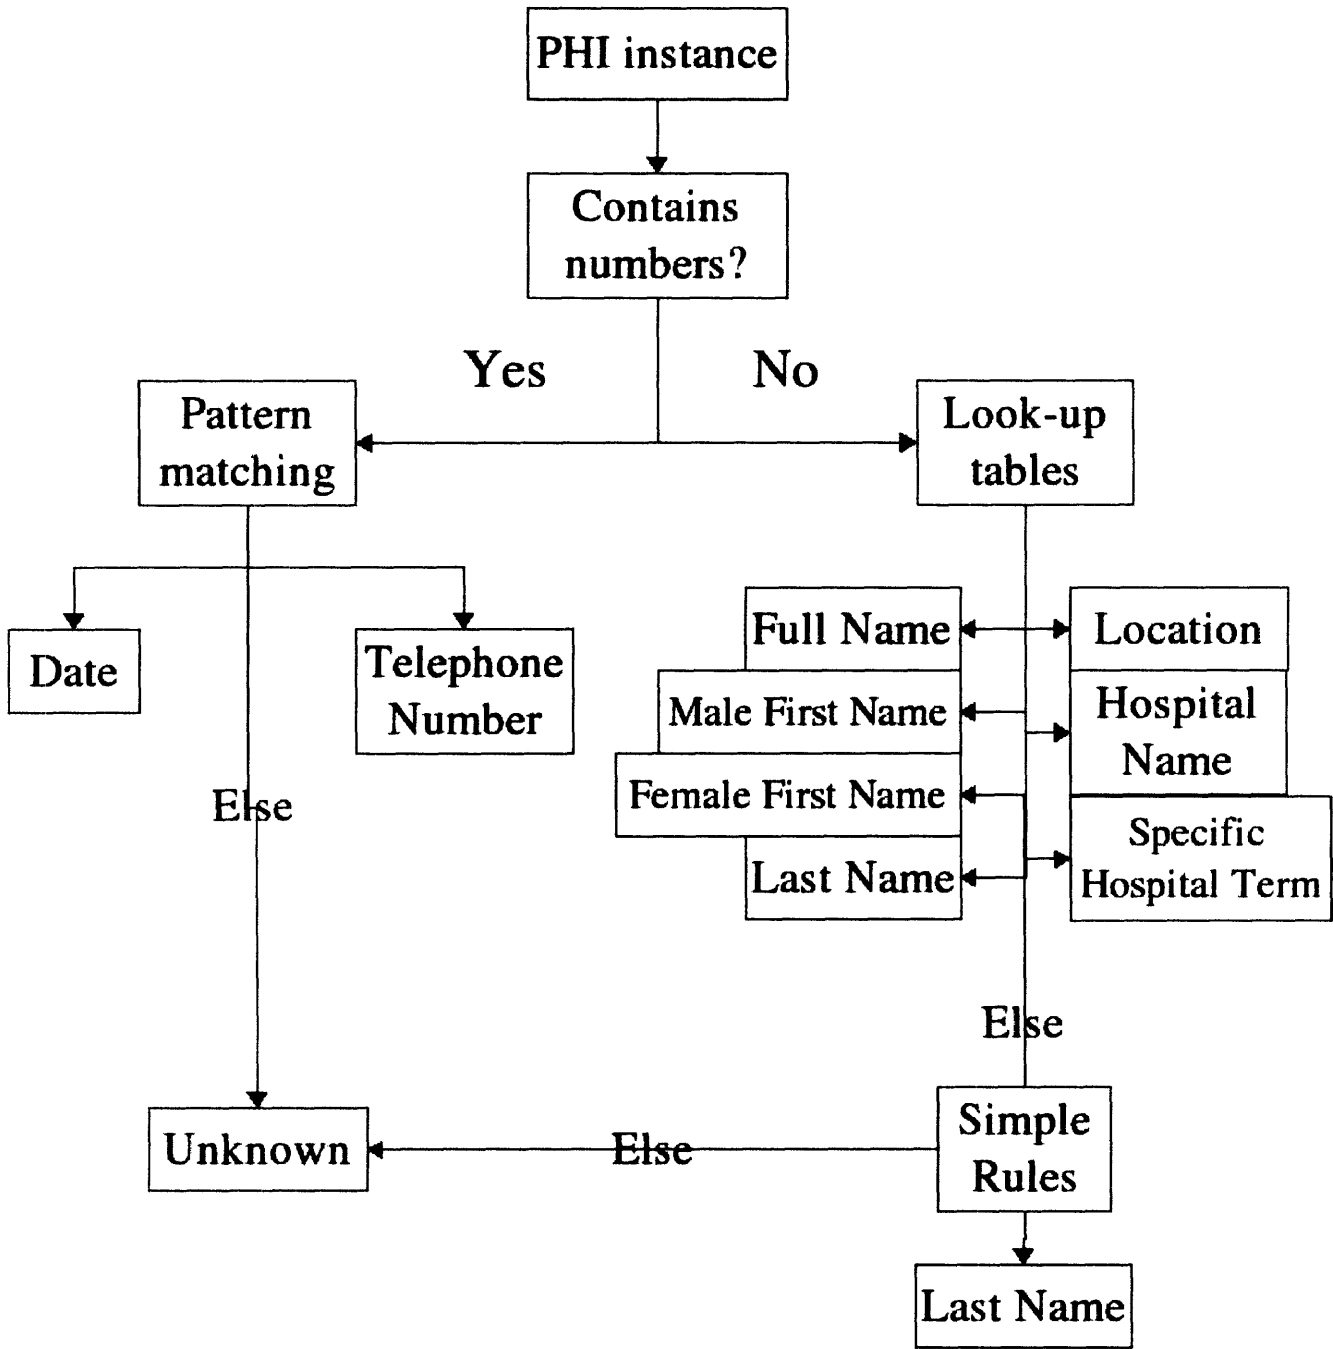 PHI instance
Contains
numbers?
Yes
No
Pattern
matching
Look-up
tables
Date
Telephone
Number
Full Name
Male First Name
Female First Name
Last Name
Location
Hospital
Name
Specific
Hospital Term
Else
Else
Unknown
Else
Simple
Rules
Last Name